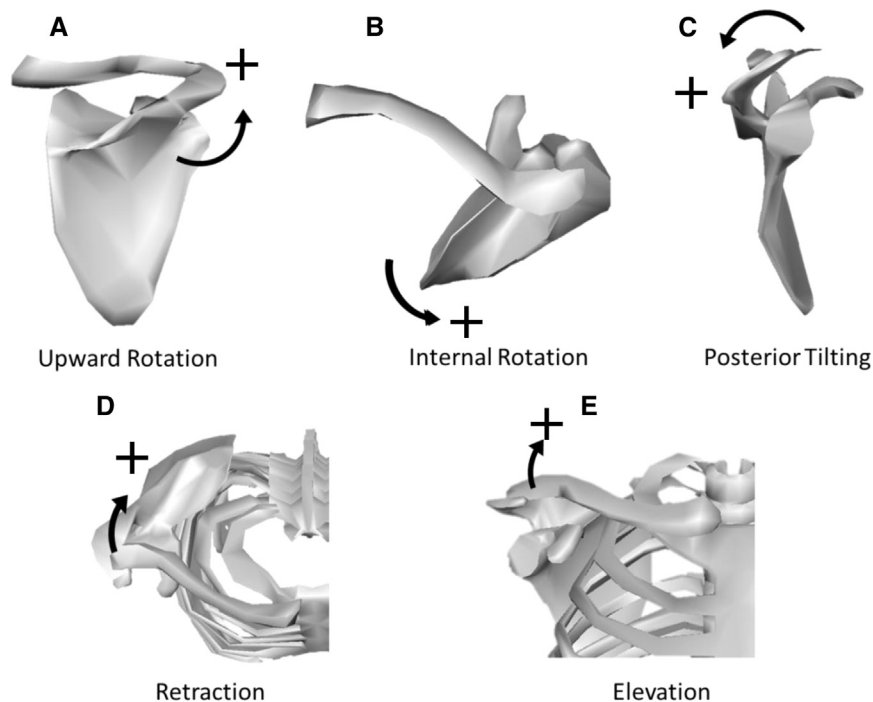 A
B
C
+
+
+
Upward Rotation
Internal Rotation
Posterior Tilting
D
E
+
+
Retraction
Elevation